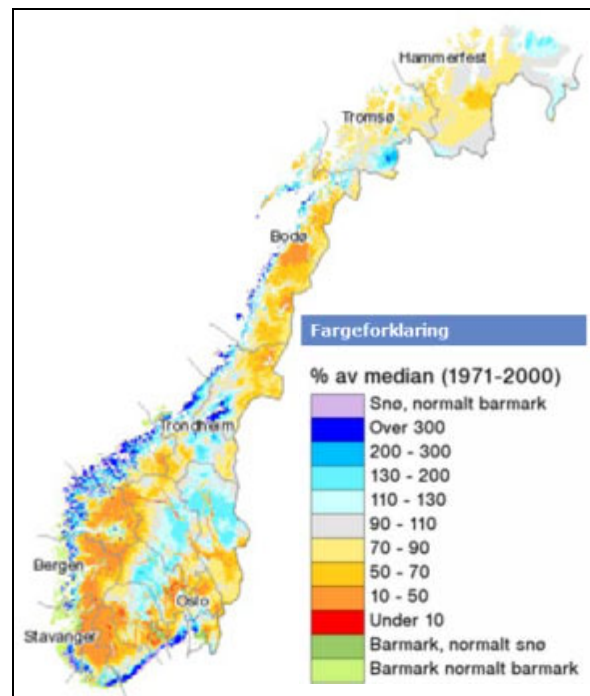 Hammerfest
Tromsø
Bodø
Fargeforklaring
% av median (1971-2000)
Snø, normalt barmark
Over 300
200 - 300
130 - 200
110 - 130
90 - 110
70 - 90
50 - 70
10 - 50
Under 10
Barmark, normalt snø
Barmark normalt barmark
Trondheim
Bergen
Oslo
Stavanger